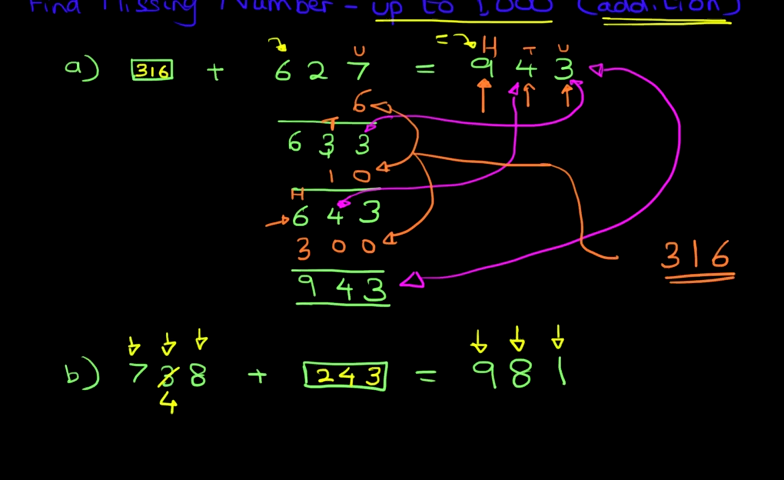 Find Missing Number - up to 1,000 (addition)
U H T U
a) 316 + 627 = 943
6
T
633
10
H
643
300
943
316
b) 738 + 243 = 981
4